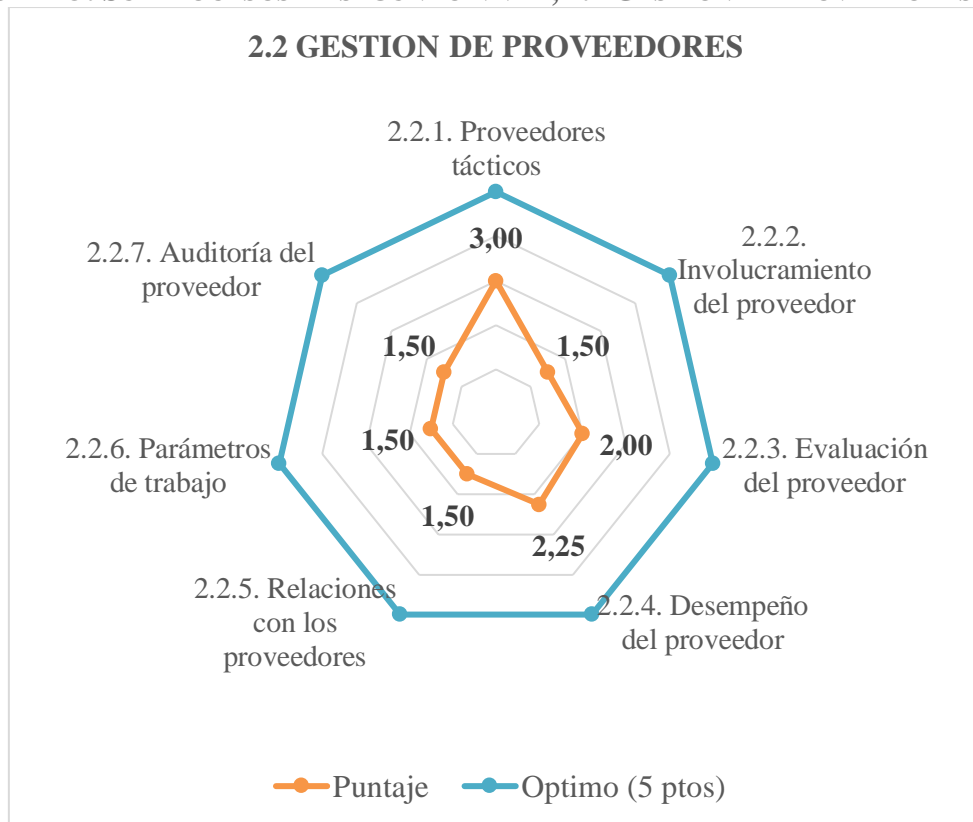 2.2 GESTION DE PROVEEDORES
2.2.1. Proveedores
tácticos
3,00
2.2.2.
Involucramiento
del proveedor
1,50
2.2.3. Evaluación
del proveedor
2,00
2.2.4. Desempeño
del proveedor
2,25
2.2.5. Relaciones
con los
proveedores
1,50
2.2.6. Parámetros
de trabajo
1,50
2.2.7. Auditoría del
proveedor
1,50
Puntaje
Optimo (5 ptos)